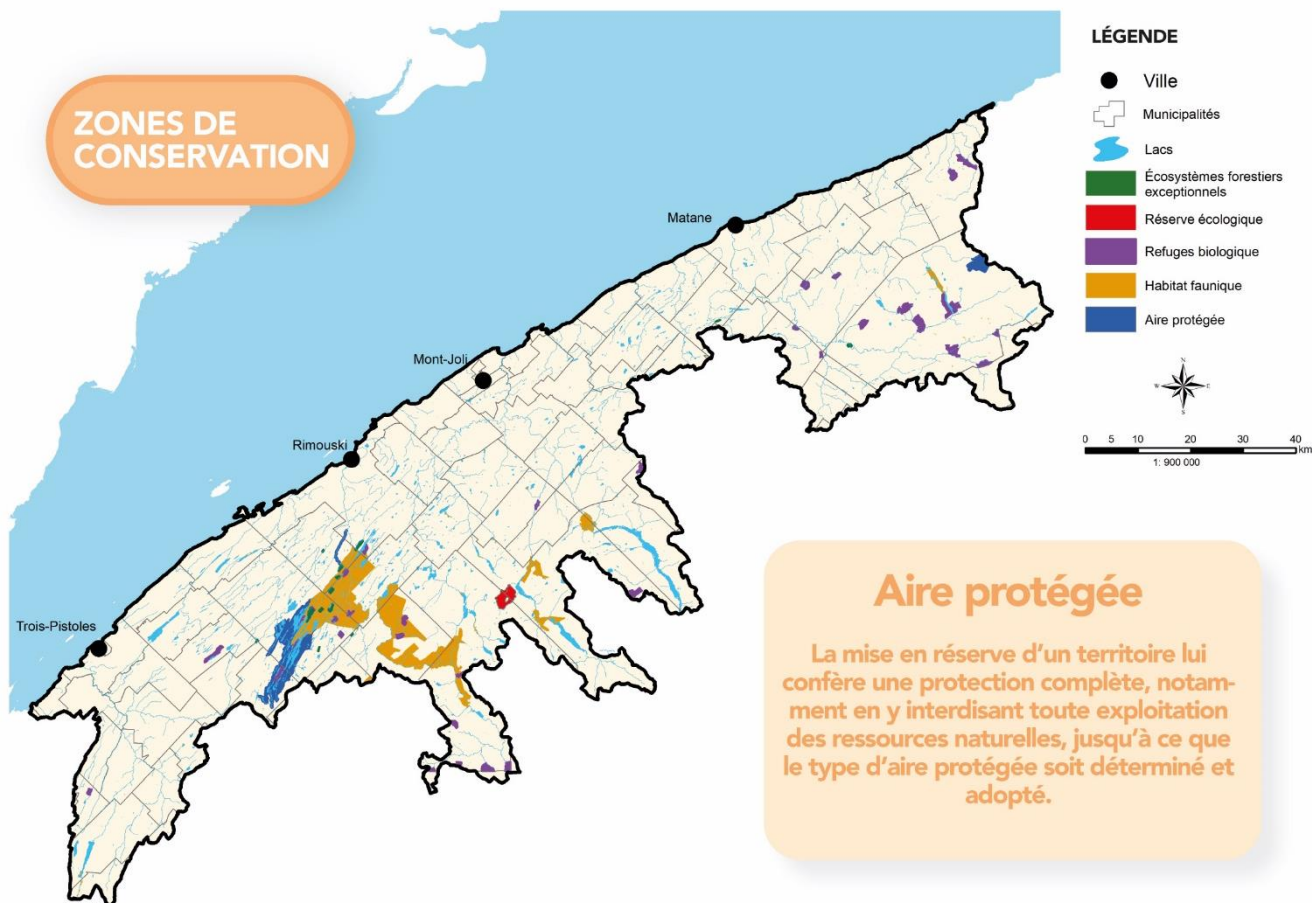 ZONES DE
CONSERVATION
LÉGENDE
Ville
Municipalités
Lacs
Écosystèmes forestiers
exceptionnels
Réserve écologique
Refuges biologique
Habitat faunique
Aire protégée
N
W E
S
0 5 10 20 30 40
km
1: 900 000
Matane
Mont-Joli
Rimouski
Trois-Pistoles
Aire protégée
La mise en réserve d'un territoire lui
confère une protection complète, notam-
ment en y interdisant toute exploitation
des ressources naturelles, jusqu'à ce que
le type d'aire protégée soit déterminé et
adopté.